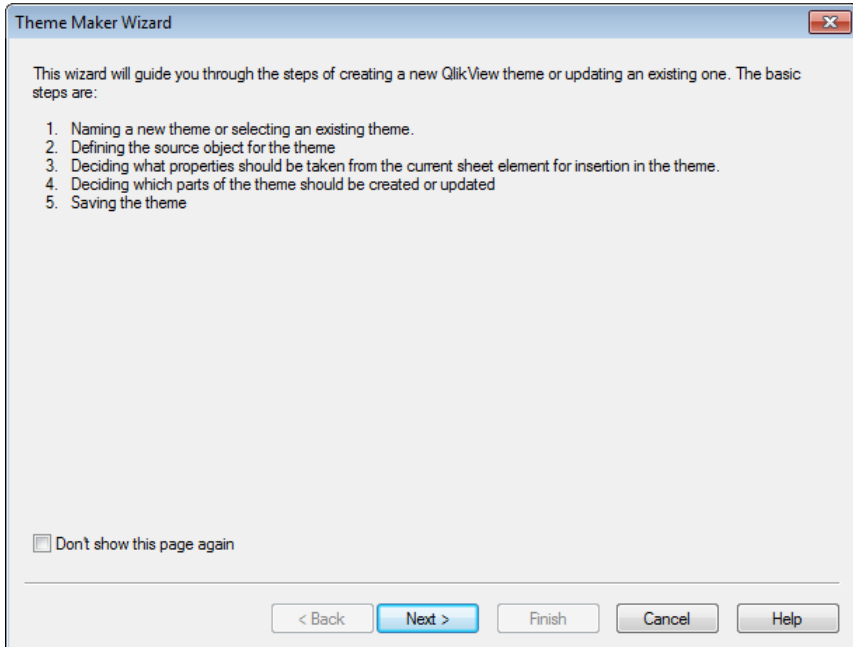 Theme Maker Wizard
This wizard will guide you through the steps of creating a new QlikView theme or updating an existing one. The basic
steps are:
1. Naming a new theme or selecting an existing theme.
2. Defining the source object for the theme
3. Deciding what properties should be taken from the current sheet element for insertion in the theme.
4. Deciding which parts of the theme should be created or updated
5. Saving the theme
Don't show this page again
< Back Next > Finish Cancel Help